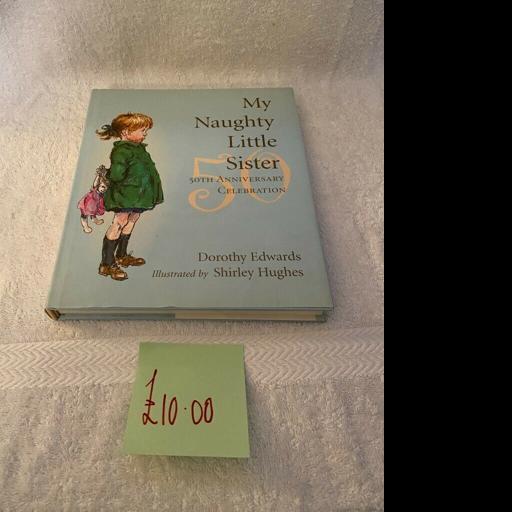 My
Naughty
Little
Sister
50
50TH ANNIVERSARY
CELEBRATION
Dorothy Edwards
Illustrated by Shirley Hughes
£10.00